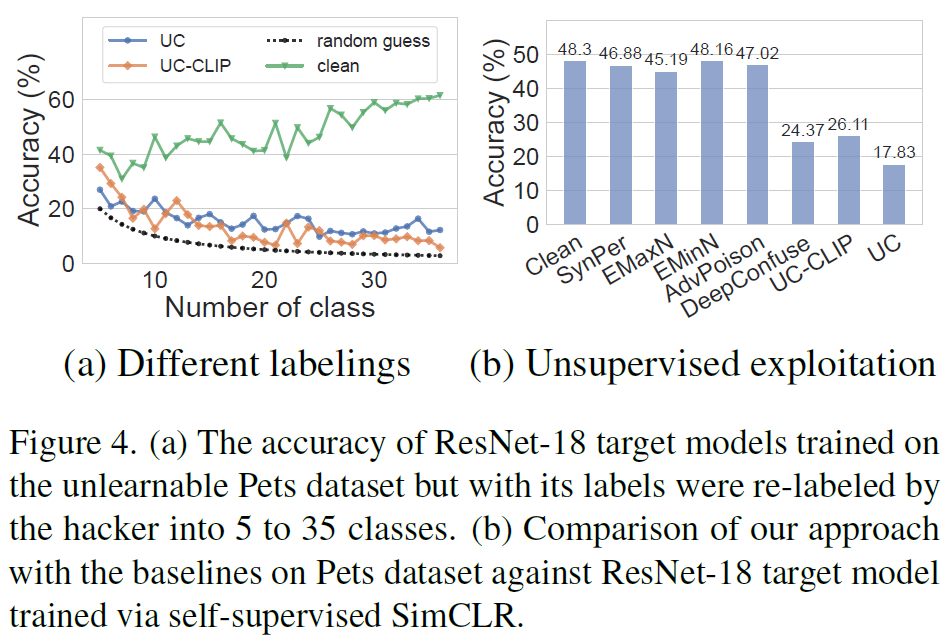 UC
UC-CLIP
random guess
clean
Accuracy (%)
60
40
20
0
10
20
30
Number of class
Accuracy (%)
50
40
30
20
10
0
48.3
46.88
45.19
48.16
47.02
24.37
26.11
17.83
Clean
SynPer
EMaxN
EMinN
AdvPoison
DeepConfuse
UC-CLIP
UC
(a) Different labelings
(b) Unsupervised exploitation
Figure 4. (a) The accuracy of ResNet-18 target models trained on
the unlearnable Pets dataset but with its labels were re-labeled by
the hacker into 5 to 35 classes. (b) Comparison of our approach
with the baselines on Pets dataset against ResNet-18 target model
trained via self-supervised SimCLR.